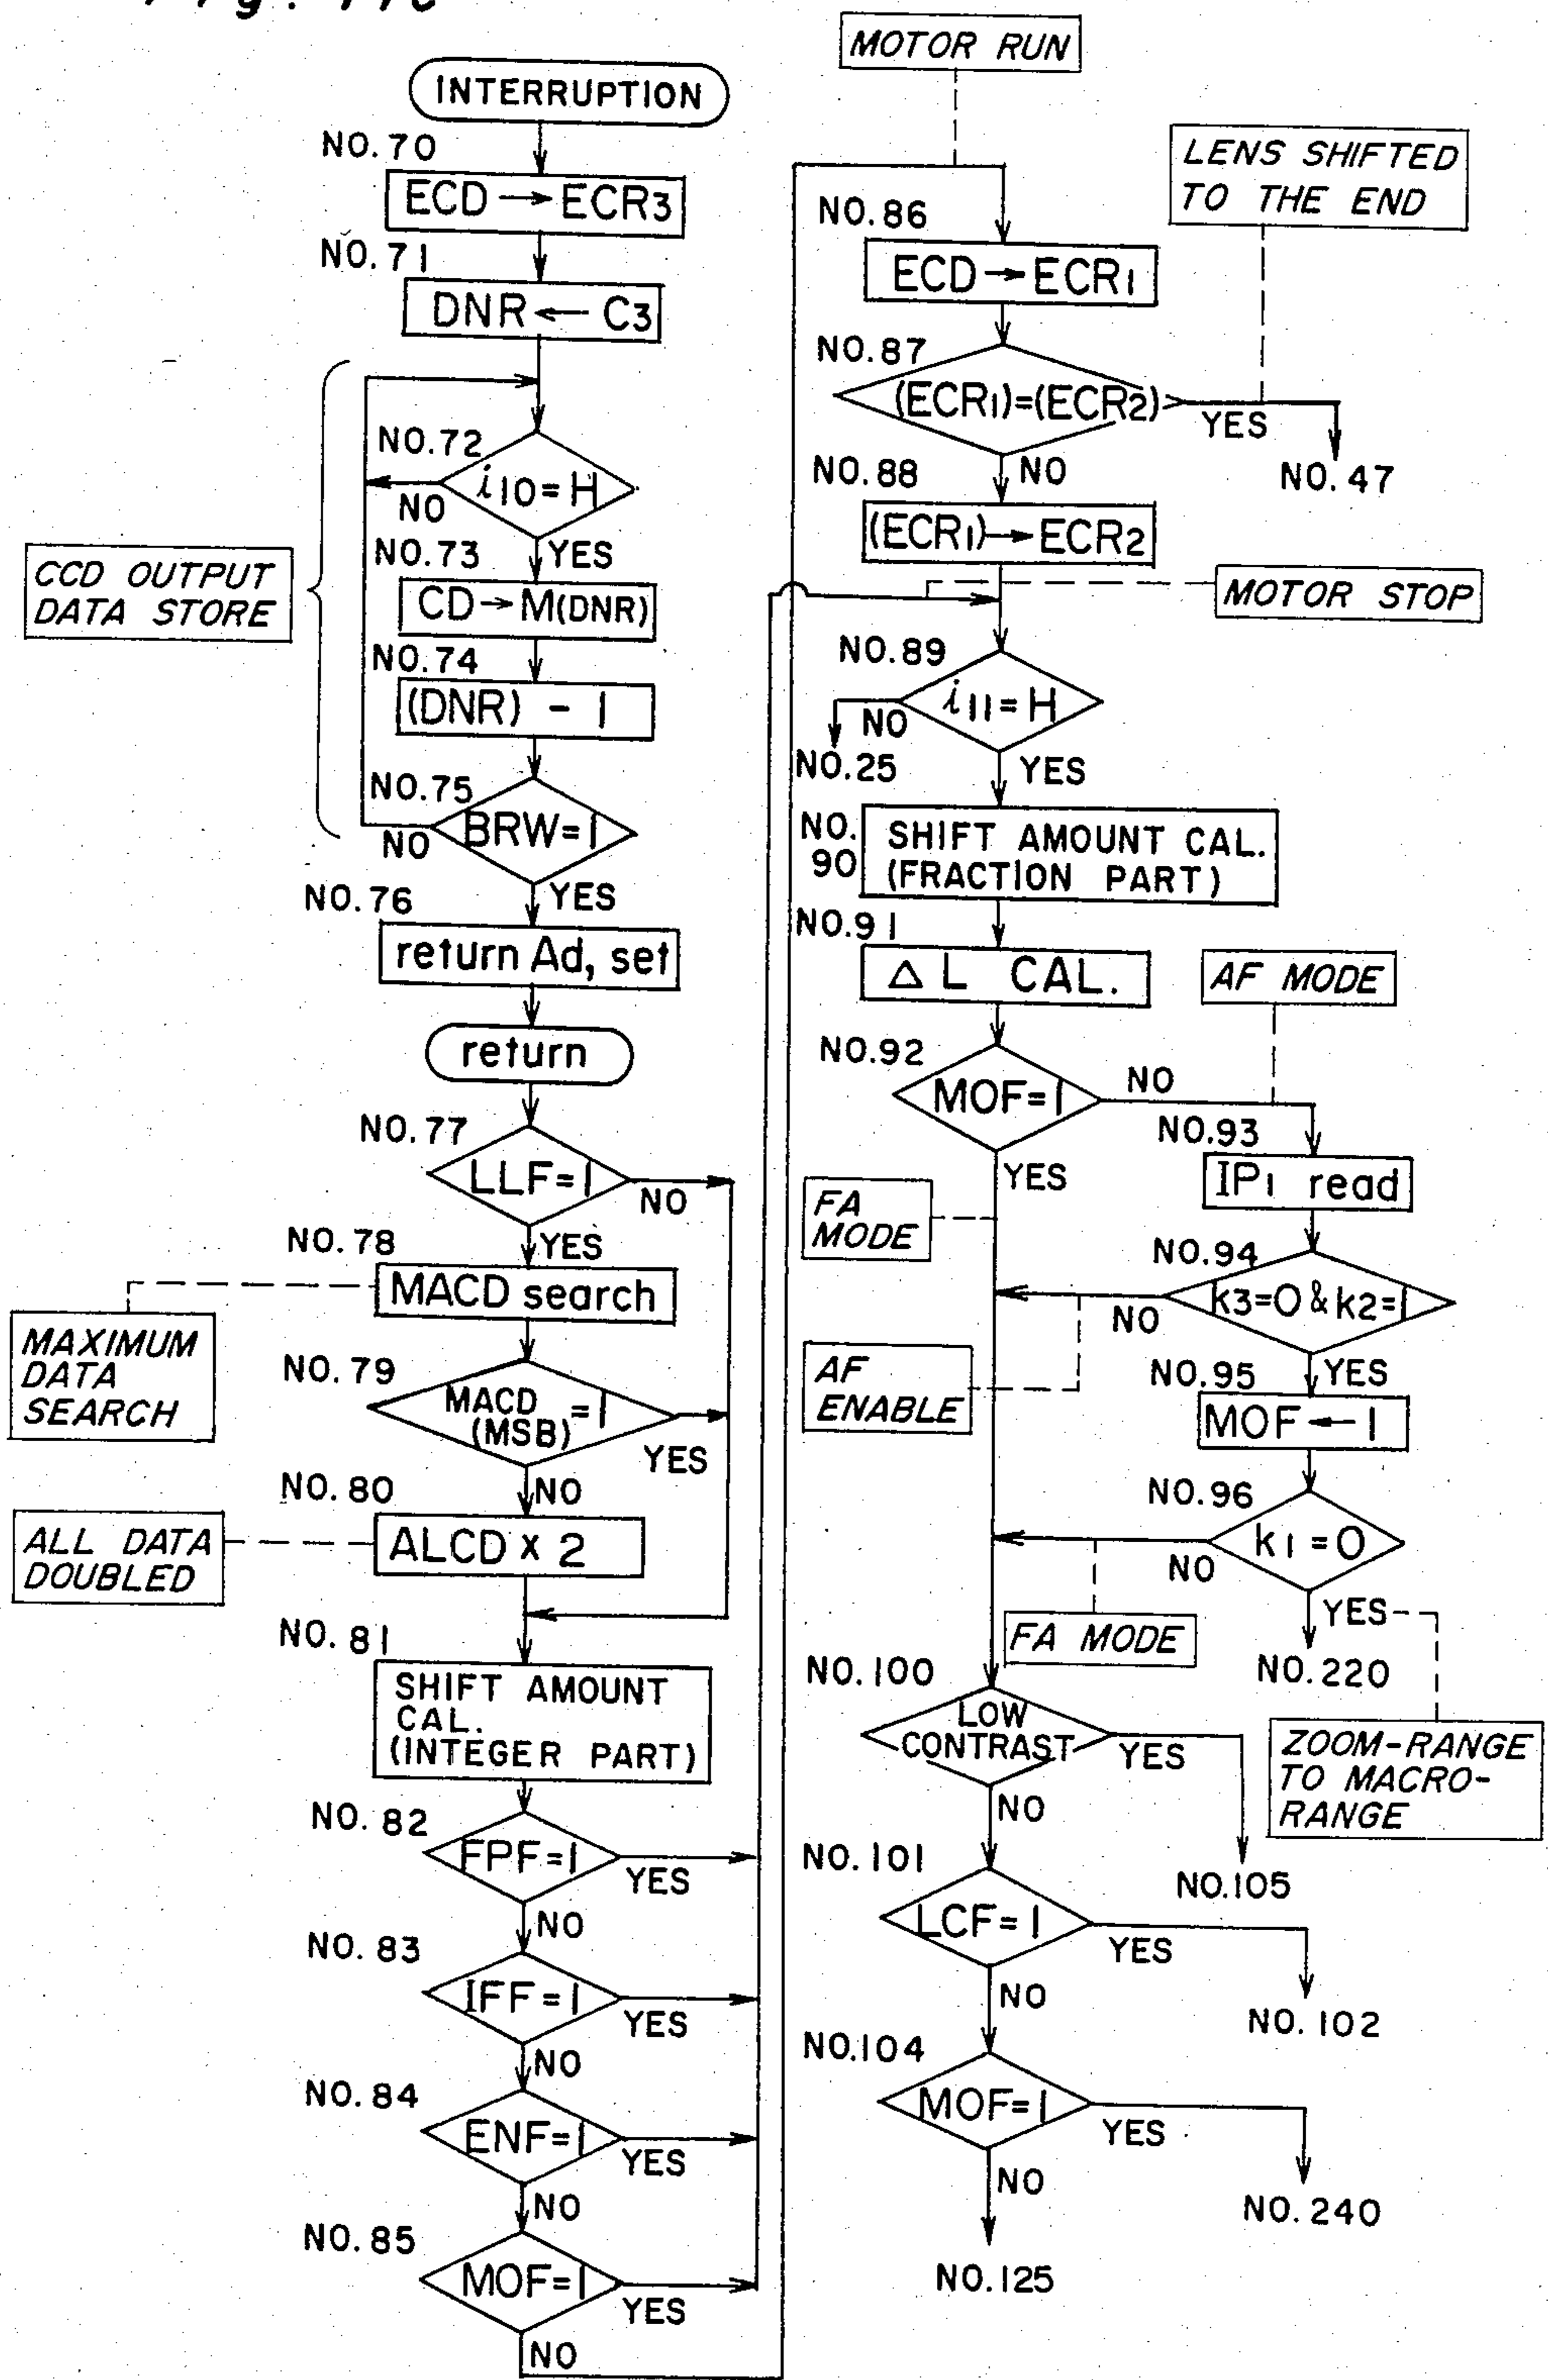 INTERRUPTION
NO.70
ECD → ECR3
NO.71
DNR ← C3
NO.72
i10=H
NO
YES
CCD OUTPUT
DATA STORE
NO.73
CD→M(DNR)
NO.74
(DNR) - 1
NO.75
BRW=1
NO
YES
NO.76
return Ad, set
return
NO.77
LLF=1
NO
YES
NO.78
MACD search
MAXIMUM
DATA
SEARCH
NO.79
MACD
(MSB)
=1
YES
NO
NO.80
ALCD x 2
ALL DATA
DOUBLED
NO.81
SHIFT AMOUNT
CAL.
(INTEGER PART)
NO.82
FPF=1
YES
NO
NO.83
IFF=1
YES
NO
NO.84
ENF=1
YES
NO
NO.85
MOF=1
YES
NO
MOTOR RUN
LENS SHIFTED
TO THE END
NO.86
ECD→ECR1
NO.87
(ECR1)=(ECR2)
YES
NO
NO.47
NO.88
(ECR1)→ECR2
MOTOR STOP
NO.89
i11=H
NO
NO.25
YES
NO.
90
SHIFT AMOUNT CAL.
(FRACTION PART)
NO.91
△ L CAL.
AF MODE
NO.92
MOF=1
NO
YES
NO.93
IP1 read
FA
MODE
NO.94
k3=0 & k2=1
NO
YES
AF
ENABLE
NO.95
MOF←1
NO.96
k1=0
NO
YES
FA MODE
NO.220
ZOOM-RANGE
TO MACRO-
RANGE
NO.100
LOW
CONTRAST
YES
NO
NO.105
NO.101
LCF=1
YES
NO
NO.102
NO.104
MOF=1
YES
NO
NO.240
NO.125